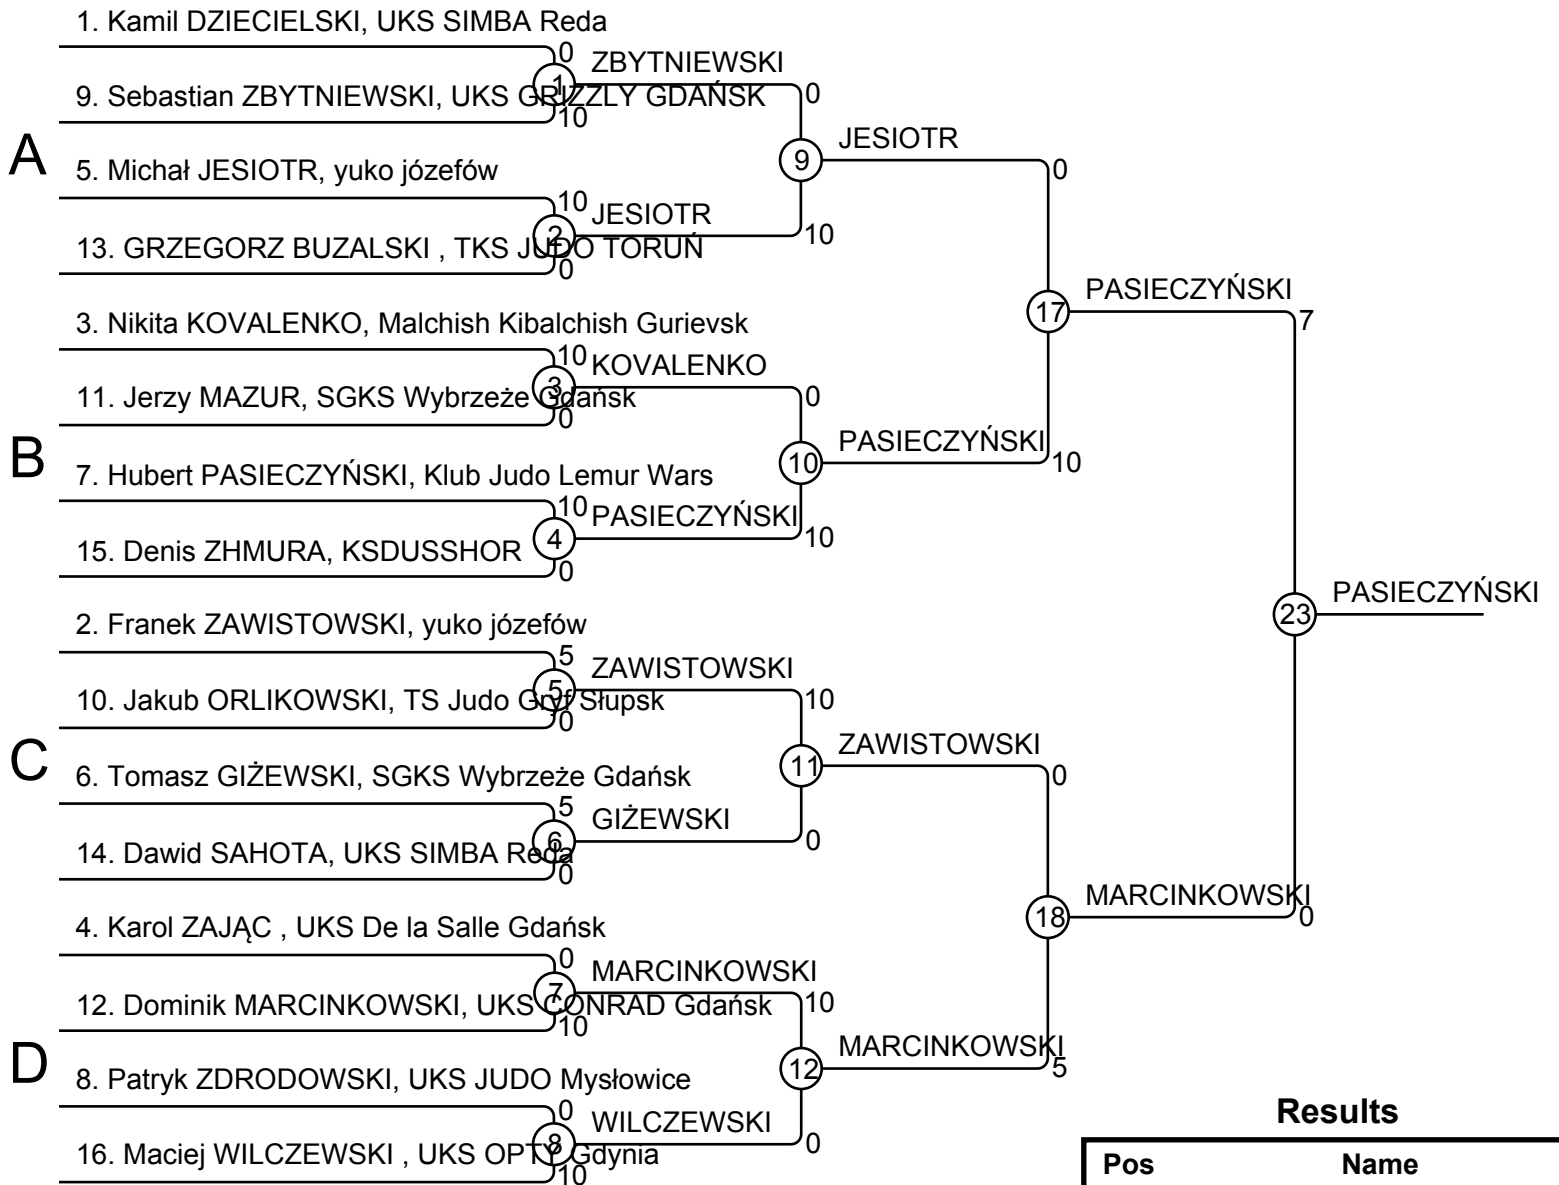 1. Kamil DZIECIELSKI, UKS SIMBA Reda
0
ZBYTNIEWSKI
1
0
9. Sebastian ZBYTNIEWSKI, UKS GRIZZLY GDAŃSK
10
A
9
JESIOTR
0
5. Michał JESIOTR, yuko józefów
10
JESIOTR
2
10
13. GRZEGORZ BUZALSKI , TKS JUDO TORUŃ
0
17
PASIECZYŃSKI
7
3. Nikita KOVALENKO, Malchish Kibalchish Gurievsk
10
KOVALENKO
3
0
11. Jerzy MAZUR, SGKS Wybrzeże Gdańsk
0
B
10
PASIECZYŃSKI
10
7. Hubert PASIECZYŃSKI, Klub Judo Lemur Wars
10
PASIECZYŃSKI
4
10
15. Denis ZHMURA, KSDUSSHOR
0
23
PASIECZYŃSKI
2. Franek ZAWISTOWSKI, yuko józefów
5
ZAWISTOWSKI
5
10
10. Jakub ORLIKOWSKI, TS Judo Gryf Słupsk
0
C
11
ZAWISTOWSKI
0
6. Tomasz GIŻEWSKI, SGKS Wybrzeże Gdańsk
5
GIŻEWSKI
6
0
14. Dawid SAHOTA, UKS SIMBA Reda
0
18
MARCINKOWSKI
0
4. Karol ZAJĄC , UKS De la Salle Gdańsk
0
MARCINKOWSKI
7
10
12. Dominik MARCINKOWSKI, UKS CONRAD Gdańsk
10
D
12
MARCINKOWSKI
5
8. Patryk ZDRODOWSKI, UKS JUDO Mysłowice
0
WILCZEWSKI
8
0
16. Maciej WILCZEWSKI , UKS OPTY Gdynia
10
Results
Pos Name